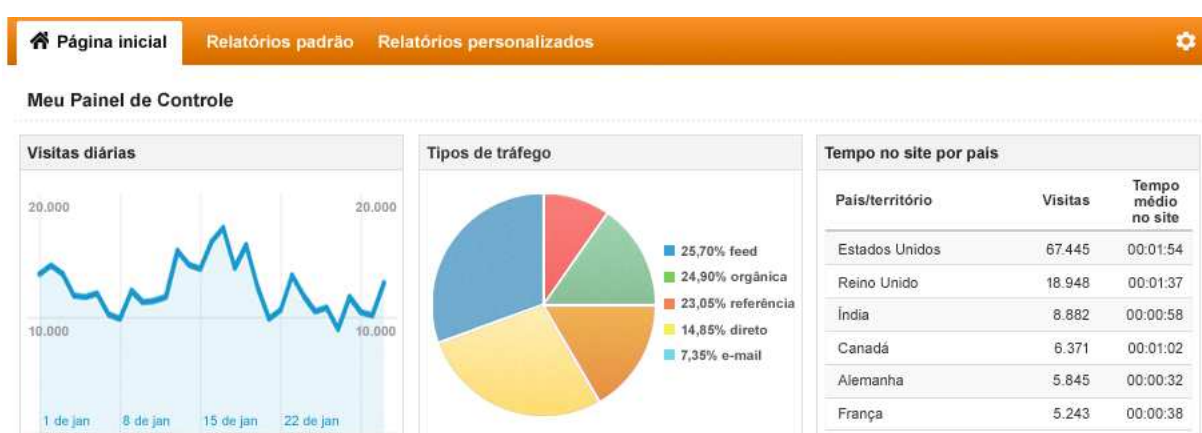 Página inicial
Relatórios padrão
Relatórios personalizados
Meu Painel de Controle
Visitas diárias
20.000
20.000
10.000
10.000
1 de jan
8 de jan
15 de jan
22 de jan
Tipos de tráfego
25,70% feed
24,90% orgânica
23,05% referência
14,85% direto
7,35% e-mail
Tempo no site por país
País/território Visitas Tempo
médio
no site
Estados Unidos 67.445 00:01:54
Reino Unido 18.948 00:01:37
Índia 8.882 00:00:58
Canadá 6.371 00:01:02
Alemanha 5.845 00:00:32
França 5.243 00:00:38